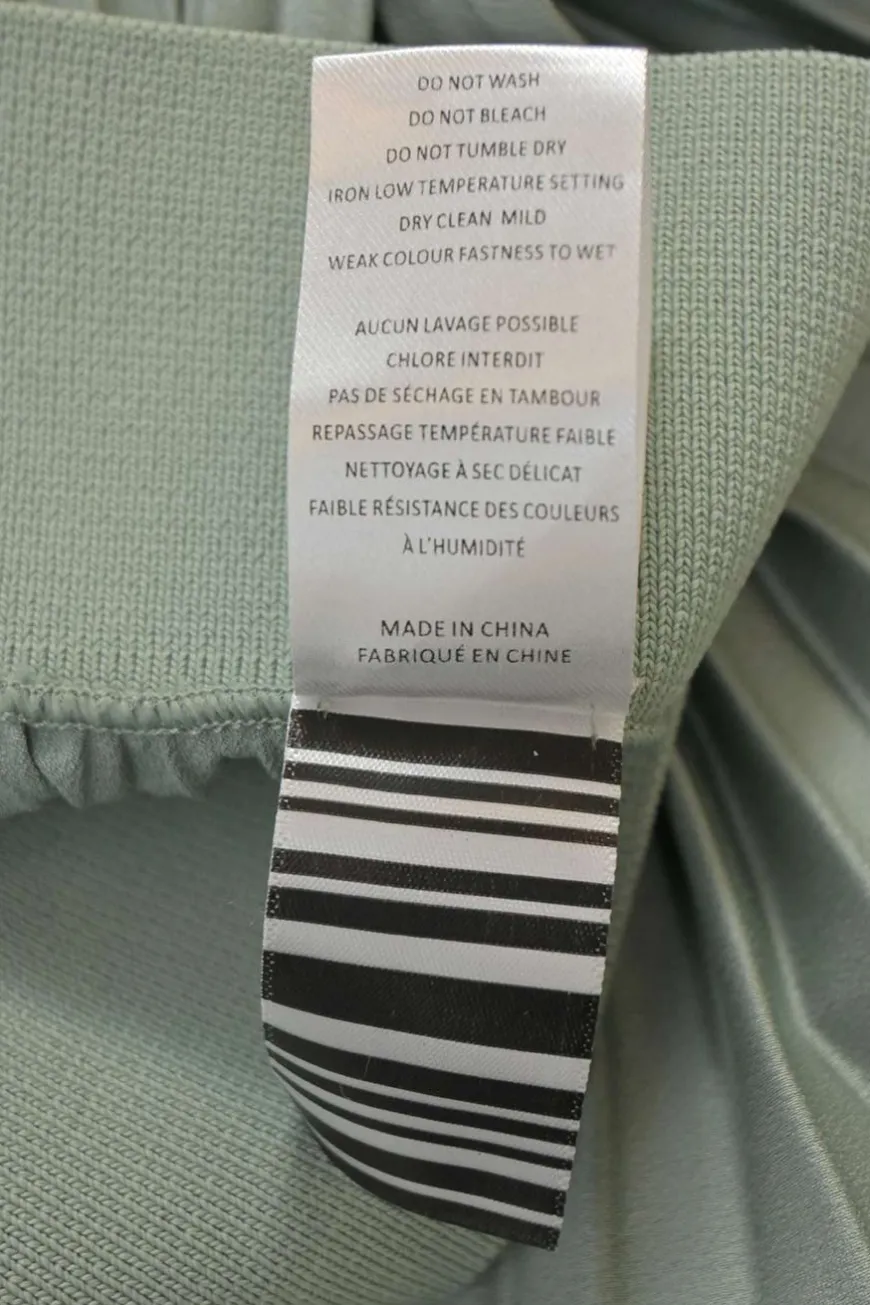 DO NOT WASH
DO NOT BLEACH
DO NOT TUMBLE DRY
IRON LOW TEMPERATURE SETTING
DRY CLEAN MILD
WEAK COLOUR FASTNESS TO WET
AUCUN LAVAGE POSSIBLE
CHLORE INTERDIT
PAS DE SÉCHAGE EN TAMBOUR
REPASSAGE TEMPÉRATURE FAIBLE
NETTOYAGE À SEC DÉLICAT
FAIBLE RÉSISTANCE DES COULEURS
À L'HUMIDITÉ
MADE IN CHINA
FABRIQUÉ EN CHINE